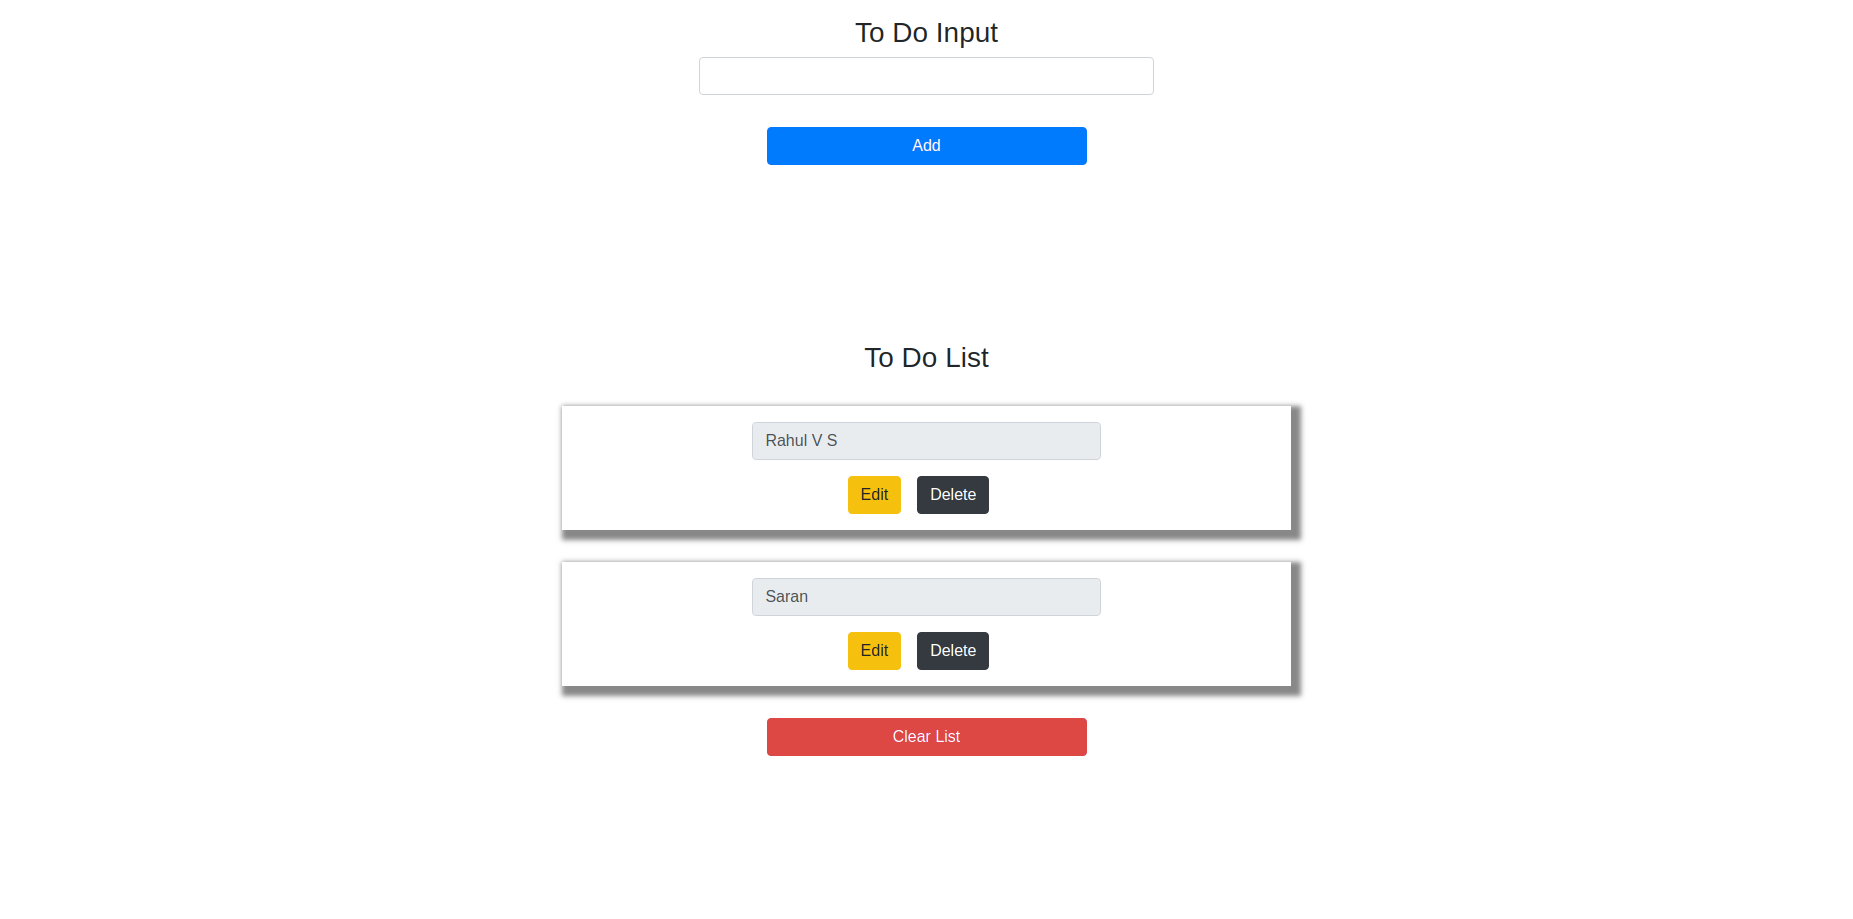 To Do Input
Add
To Do List
Rahul V S
Edit Delete
Saran
Edit Delete
Clear List